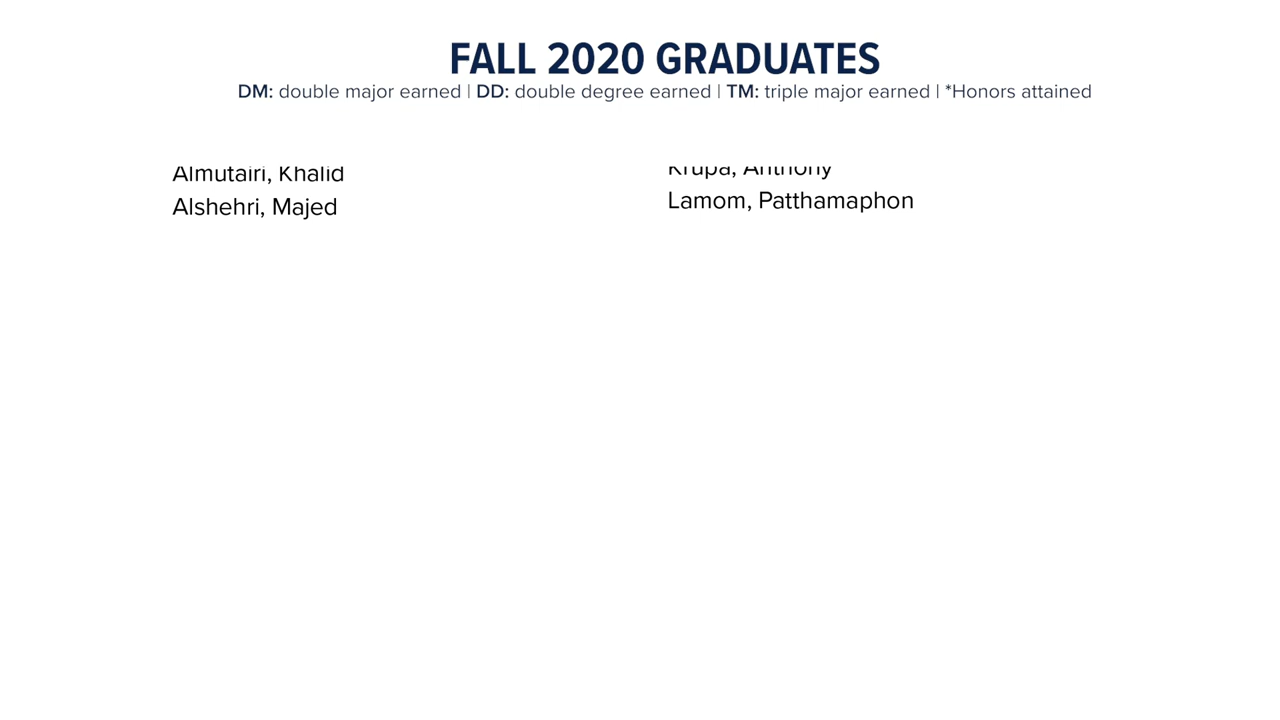 FALL 2020 GRADUATES
DM: double major earned | DD: double degree earned | TM: triple major earned | *Honors attained
Almutairi, Khalid
Alshehri, Majed
Krupa, Anthony
Lamom, Patthamaphon